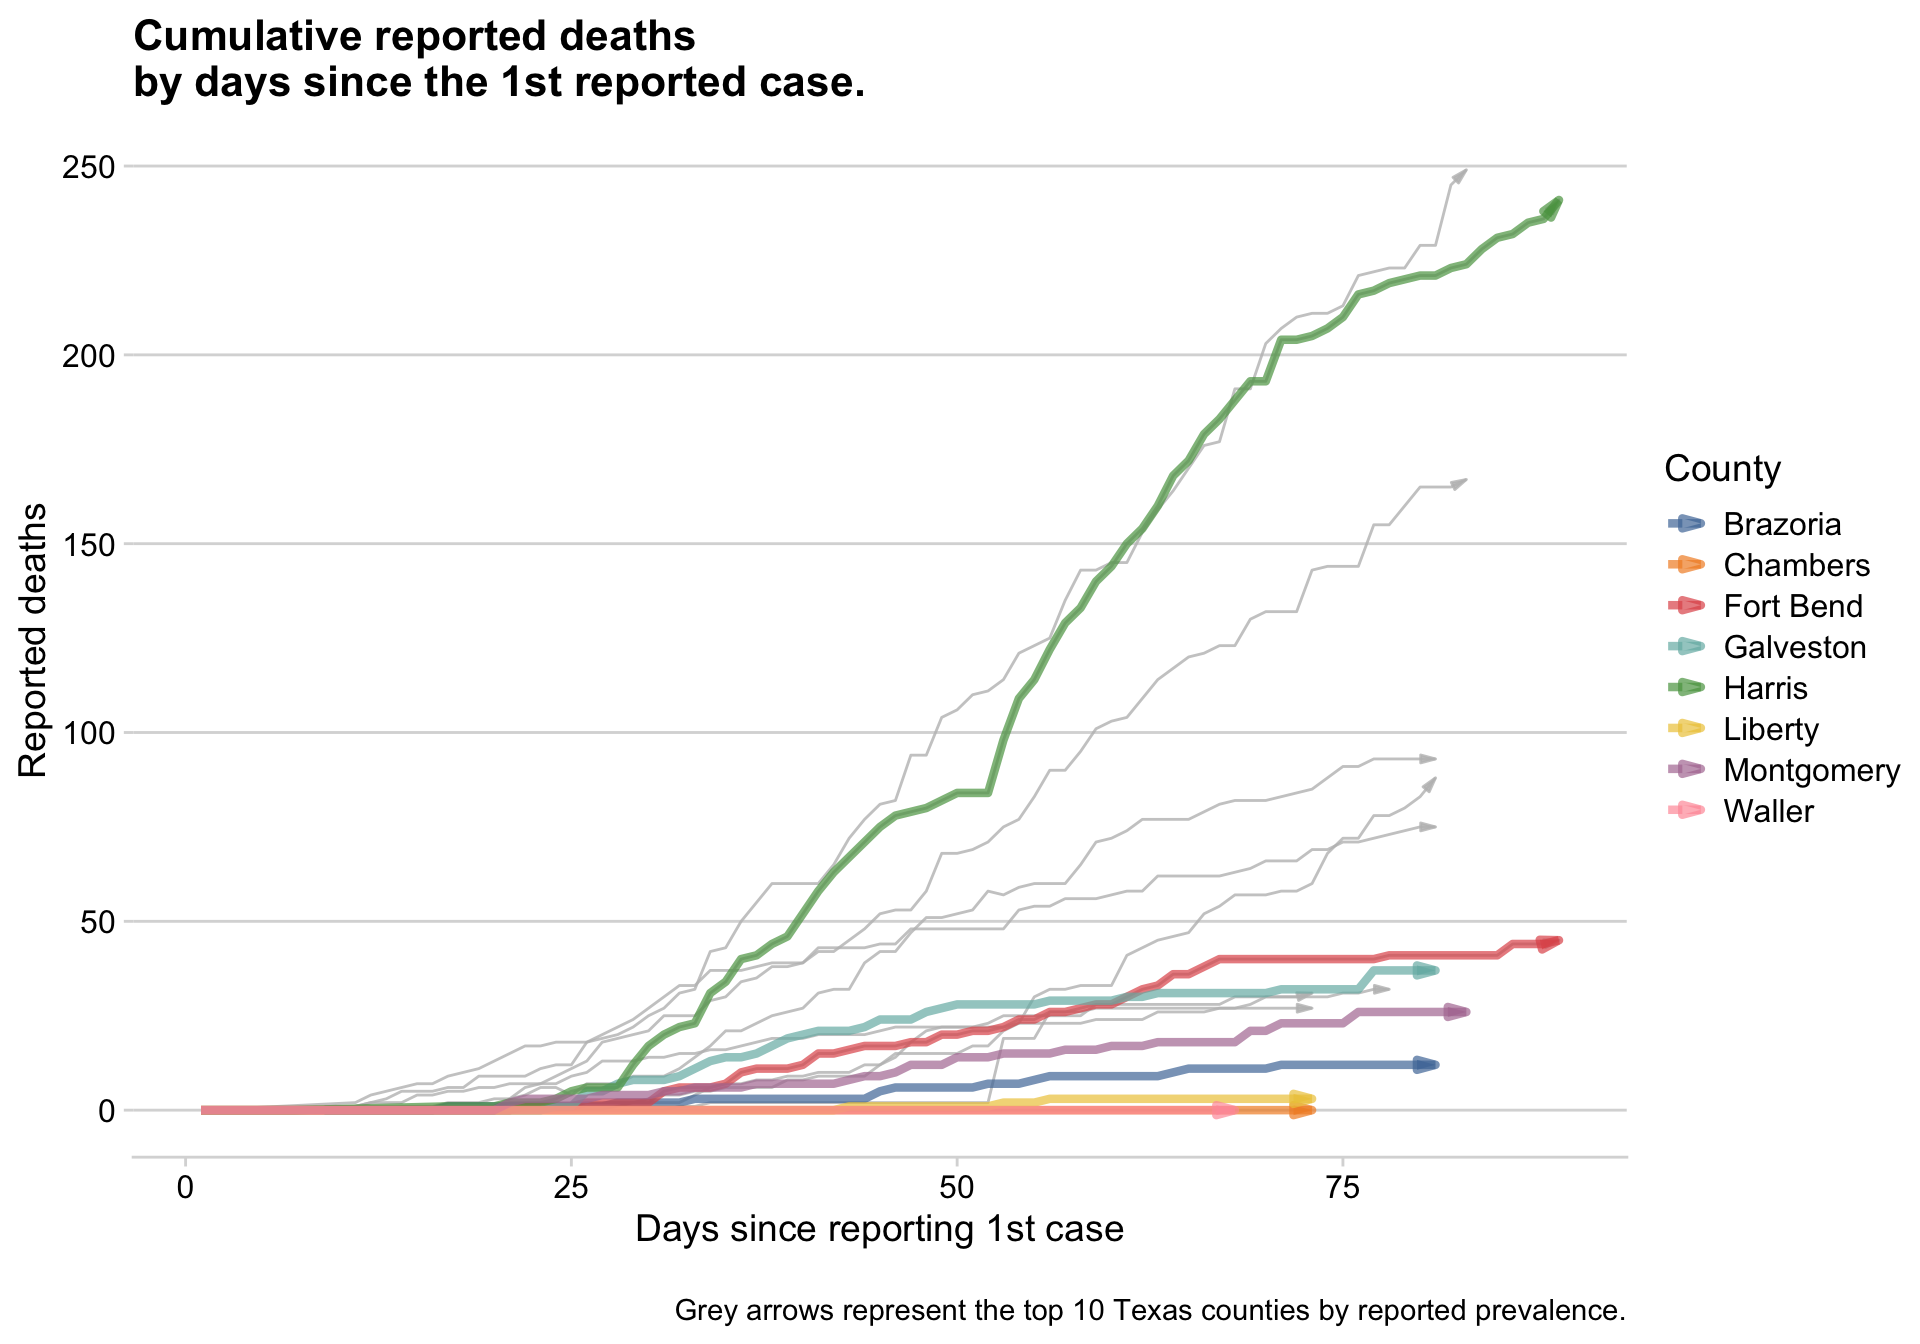 Cumulative reported deaths
by days since the 1st reported case.
250
200
150
100
50
0
Reported deaths
0 25 50 75
Days since reporting 1st case
County
Brazoria
Chambers
Fort Bend
Galveston
Harris
Liberty
Montgomery
Waller
Grey arrows represent the top 10 Texas counties by reported prevalence.